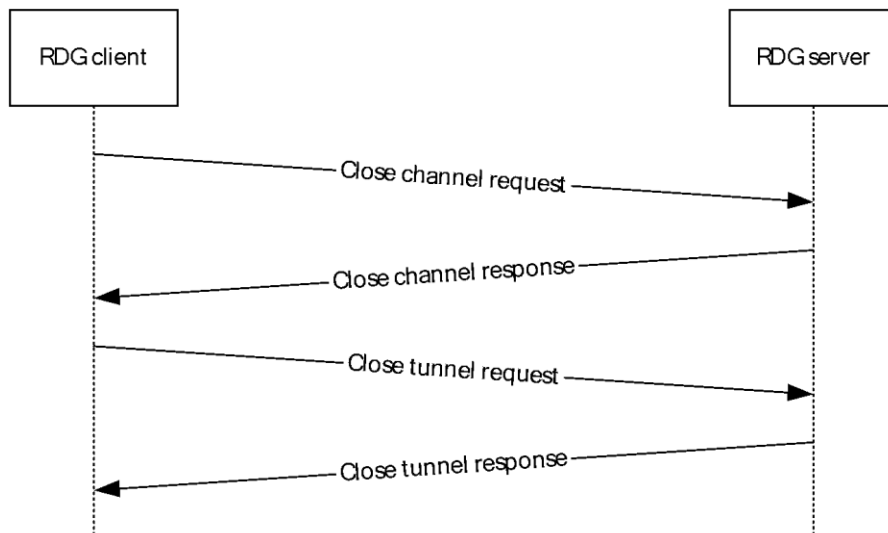 RDG client
RDG server
Close channel request
Close channel response
Close tunnel request
Close tunnel response